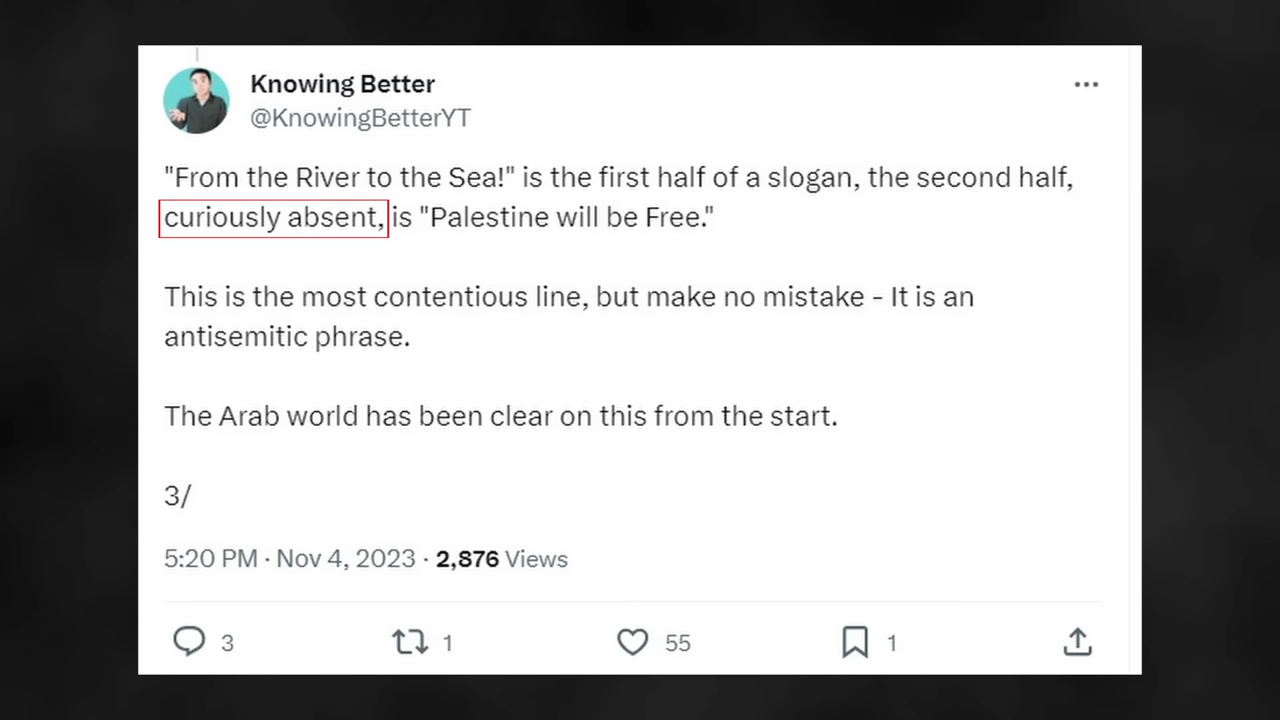 Knowing Better
@KnowingBetterYT
"From the River to the Sea!" is the first half of a slogan, the second half,
curiously absent, is "Palestine will be Free."
This is the most contentious line, but make no mistake - It is an
antisemitic phrase.
The Arab world has been clear on this from the start.
3/
5:20 PM · Nov 4, 2023 · 2,876 Views
3 1 55 1